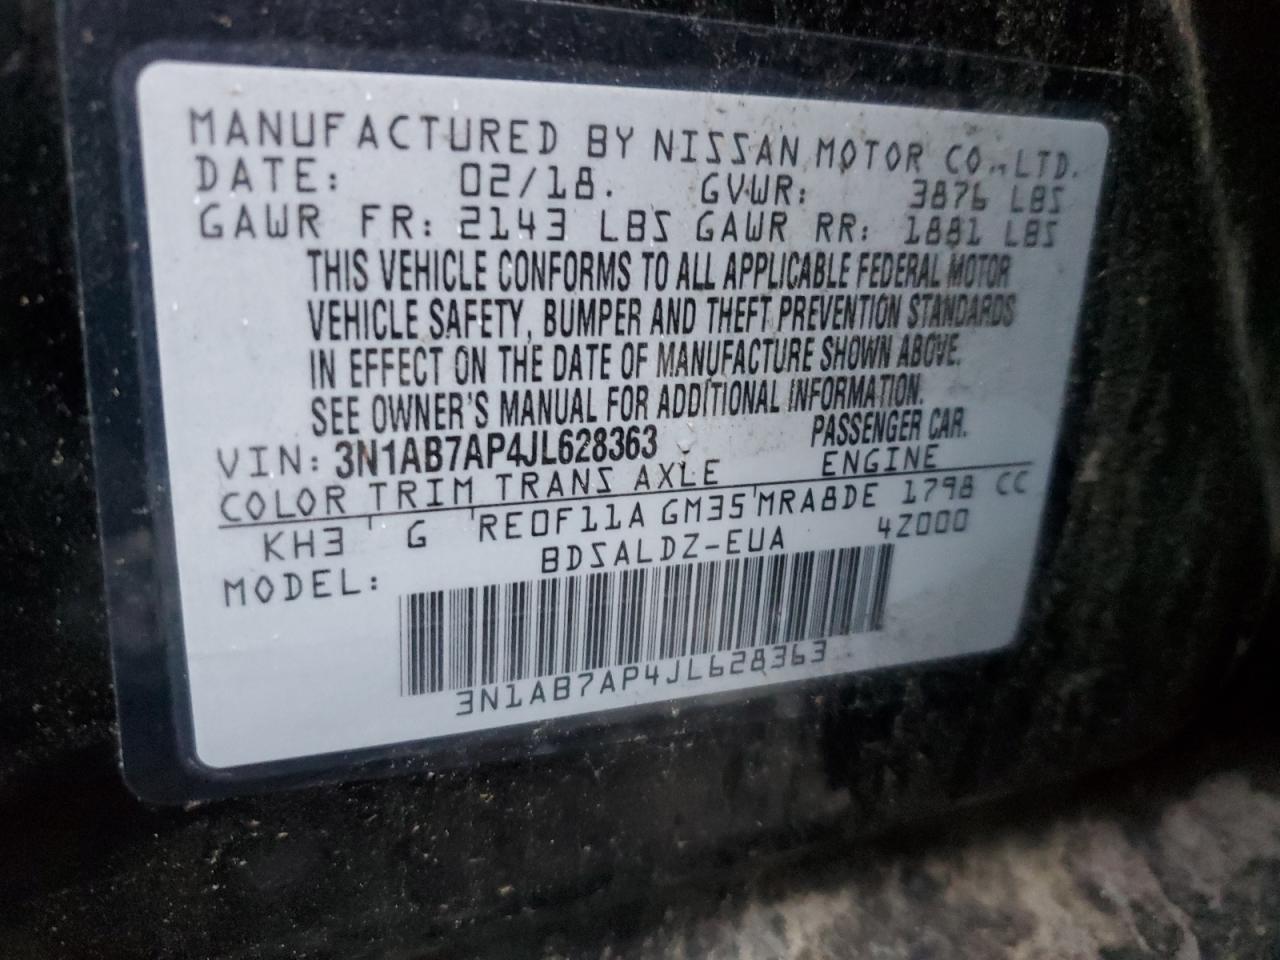 MANUFACTURED BY NISSAN MOTOR CO.,LTD.
DATE: 02/18. GVWR: 3876 LBS
GAWR FR: 2143 LBS GAWR RR: 1881 LBS
THIS VEHICLE CONFORMS TO ALL APPLICABLE FEDERAL MOTOR
VEHICLE SAFETY, BUMPER AND THEFT PREVENTION STANDARDS
IN EFFECT ON THE DATE OF MANUFACTURE SHOWN ABOVE.
SEE OWNER'S MANUAL FOR ADDITIONAL INFORMATION.
VIN: 3N1AB7AP4JL628363 PASSENGER CAR.
COLOR TRIM TRANS AXLE ENGINE
KH3 G RE0F11A GM35 MRA8DE 1798 CC
MODEL: BDSALDZ-EUA 4Z000
3N1AB7AP4JL628363